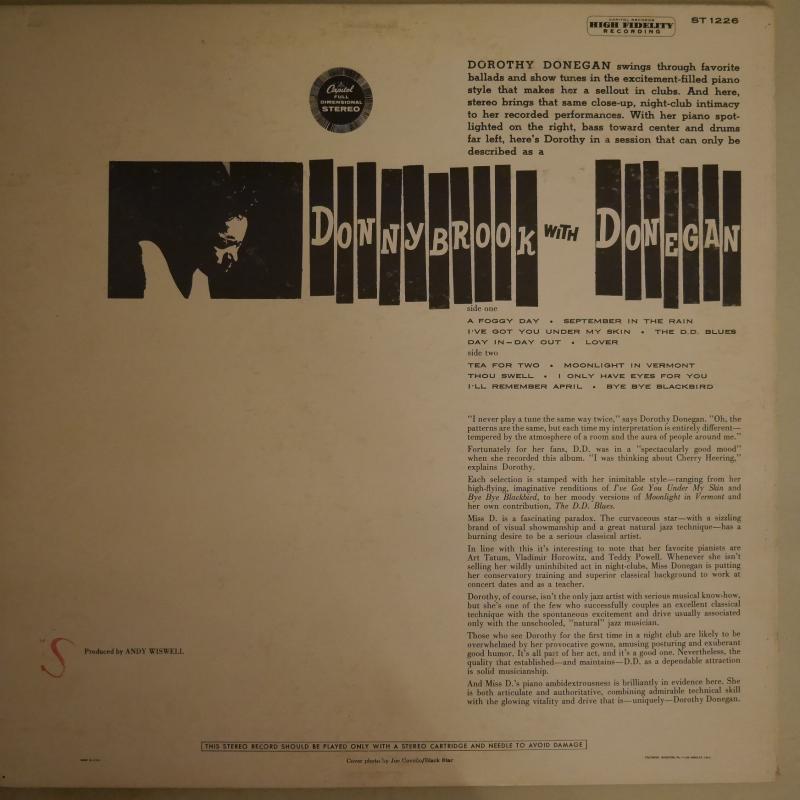 CAPITOL RECORDS
HIGH FIDELITY
RECORDING
ST 1226
Capitol
FULL
DIMENSIONAL
STEREO
DOROTHY DONEGAN swings through favorite
ballads and show tunes in the excitement-filled piano
style that makes her a sellout in clubs. And here,
stereo brings that same close-up, night-club intimacy
to her recorded performances. With her piano spot-
lighted on the right, bass toward center and drums
far left, here's Dorothy in a session that can only be
described as a
DONNYBROOK WITH DONEGAN
side one
A FOGGY DAY • SEPTEMBER IN THE RAIN
I'VE GOT YOU UNDER MY SKIN • THE D.D. BLUES
DAY IN—DAY OUT • LOVER
side two
TEA FOR TWO • MOONLIGHT IN VERMONT
THOU SWELL • I ONLY HAVE EYES FOR YOU
I'LL REMEMBER APRIL • BYE BYE BLACKBIRD
"I never play a tune the same way twice," says Dorothy Donegan. "Oh, the
patterns are the same, but each time my interpretation is entirely different—
tempered by the atmosphere of a room and the aura of people around me."
Fortunately for her fans, D.D. was in a "spectacularly good mood"
when she recorded this album. "I was thinking about Cherry Heering,"
explains Dorothy.
Each selection is stamped with her inimitable style—ranging from her
high-flying, imaginative renditions of I've Got You Under My Skin and
Bye Bye Blackbird, to her moody versions of Moonlight in Vermont and
her own contribution, The D.D. Blues.
Miss D. is a fascinating paradox. The curvaceous star—with a sizzling
brand of visual showmanship and a great natural jazz technique—has a
burning desire to be a serious classical artist.
In line with this it's interesting to note that her favorite pianists are
Art Tatum, Vladimir Horowitz, and Teddy Powell. Whenever she isn't
selling her wildly uninhibited act in night-clubs, Miss Donegan is putting
her conservatory training and superior classical background to work at
concert dates and as a teacher.
Dorothy, of course, isn't the only jazz artist with serious musical know-how,
but she's one of the few who successfully couples an excellent classical
technique with the spontaneous excitement and drive usually associated
only with the unschooled, "natural" jazz musician.
Those who see Dorothy for the first time in a night club are likely to be
overwhelmed by her provocative gowns, amusing posturing and exuberant
good humor. It's all part of her act, and it's a good one. Nevertheless, the
quality that established—and maintains—D.D. as a dependable attraction
is solid musicianship.
And Miss D.'s piano ambidextrousness is brilliantly in evidence here. She
is both articulate and authoritative, combining admirable technical skill
with the glowing vitality and drive that is—uniquely—Dorothy Donegan.
S
Produced by ANDY WISWELL
THIS STEREO RECORD SHOULD BE PLAYED ONLY WITH A STEREO CARTRIDGE AND NEEDLE TO AVOID DAMAGE
Cover photo by Joe Covello/Black Star